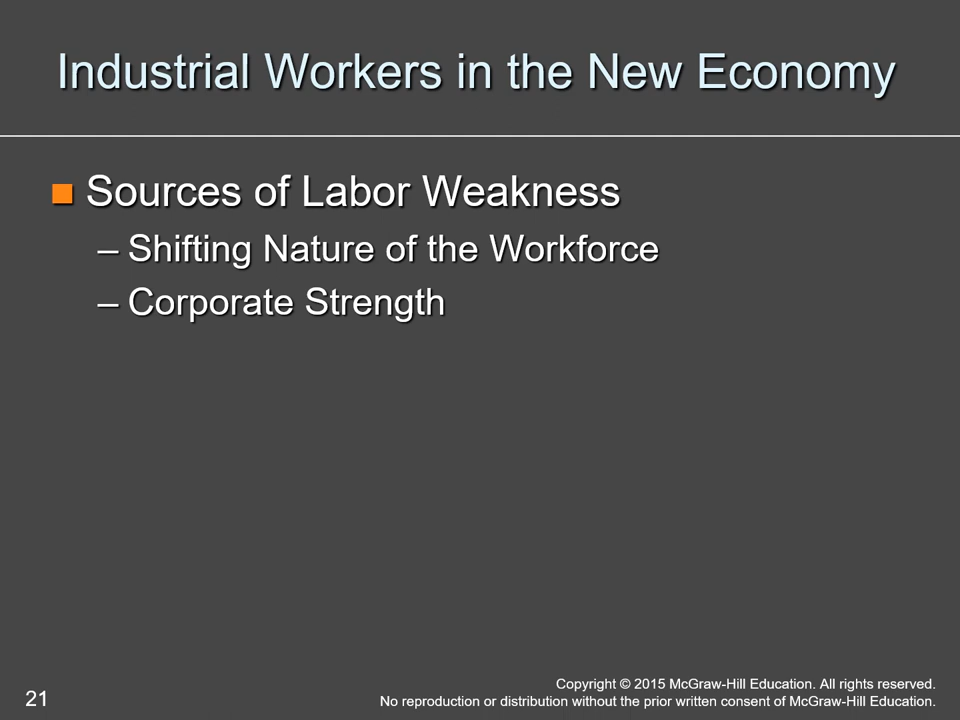 Industrial Workers in the New Economy
Sources of Labor Weakness
– Shifting Nature of the Workforce
– Corporate Strength
21
Copyright © 2015 McGraw-Hill Education. All rights reserved.
No reproduction or distribution without the prior written consent of McGraw-Hill Education.